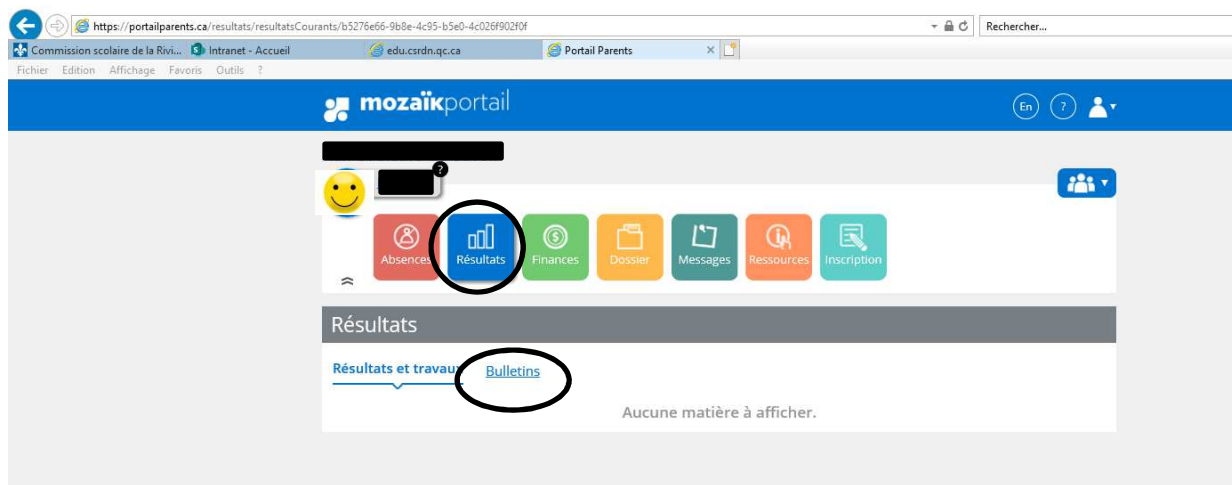 https://portailparents.ca/resultats/resultatsCourants/b5276e66-9b8e-4c95-b5e0-4c026f902f0f
Rechercher...
Commission scolaire de la Rivi... Intranet - Accueil edu.csrdn.qc.ca Portail Parents
Fichier Edition Affichage Favoris Outils ?
mozaïkportail
En ?
?
Absences Résultats Finances Dossier Messages Ressources Inscription
Résultats
Résultats et travaux Bulletins
Aucune matière à afficher.